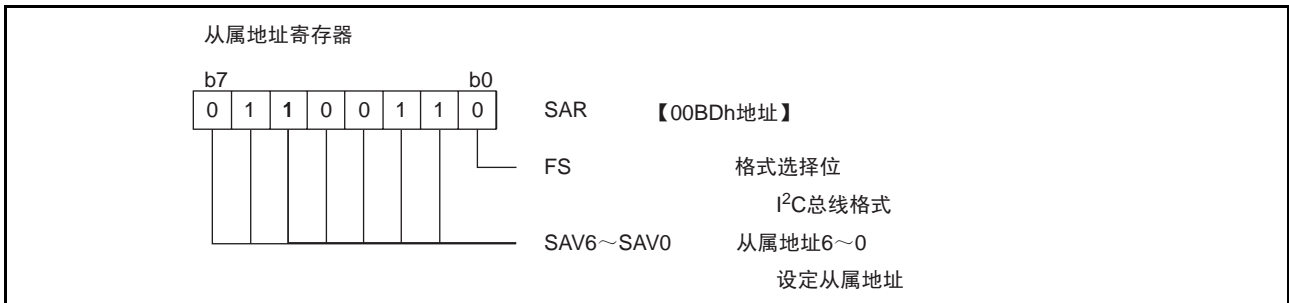 从属地址寄存器
b7 b0
0 1 1 0 0 1 1 0 SAR 【00BDh地址】
FS 格式选择位
I²C总线格式
SAV6～SAV0 从属地址6～0
设定从属地址